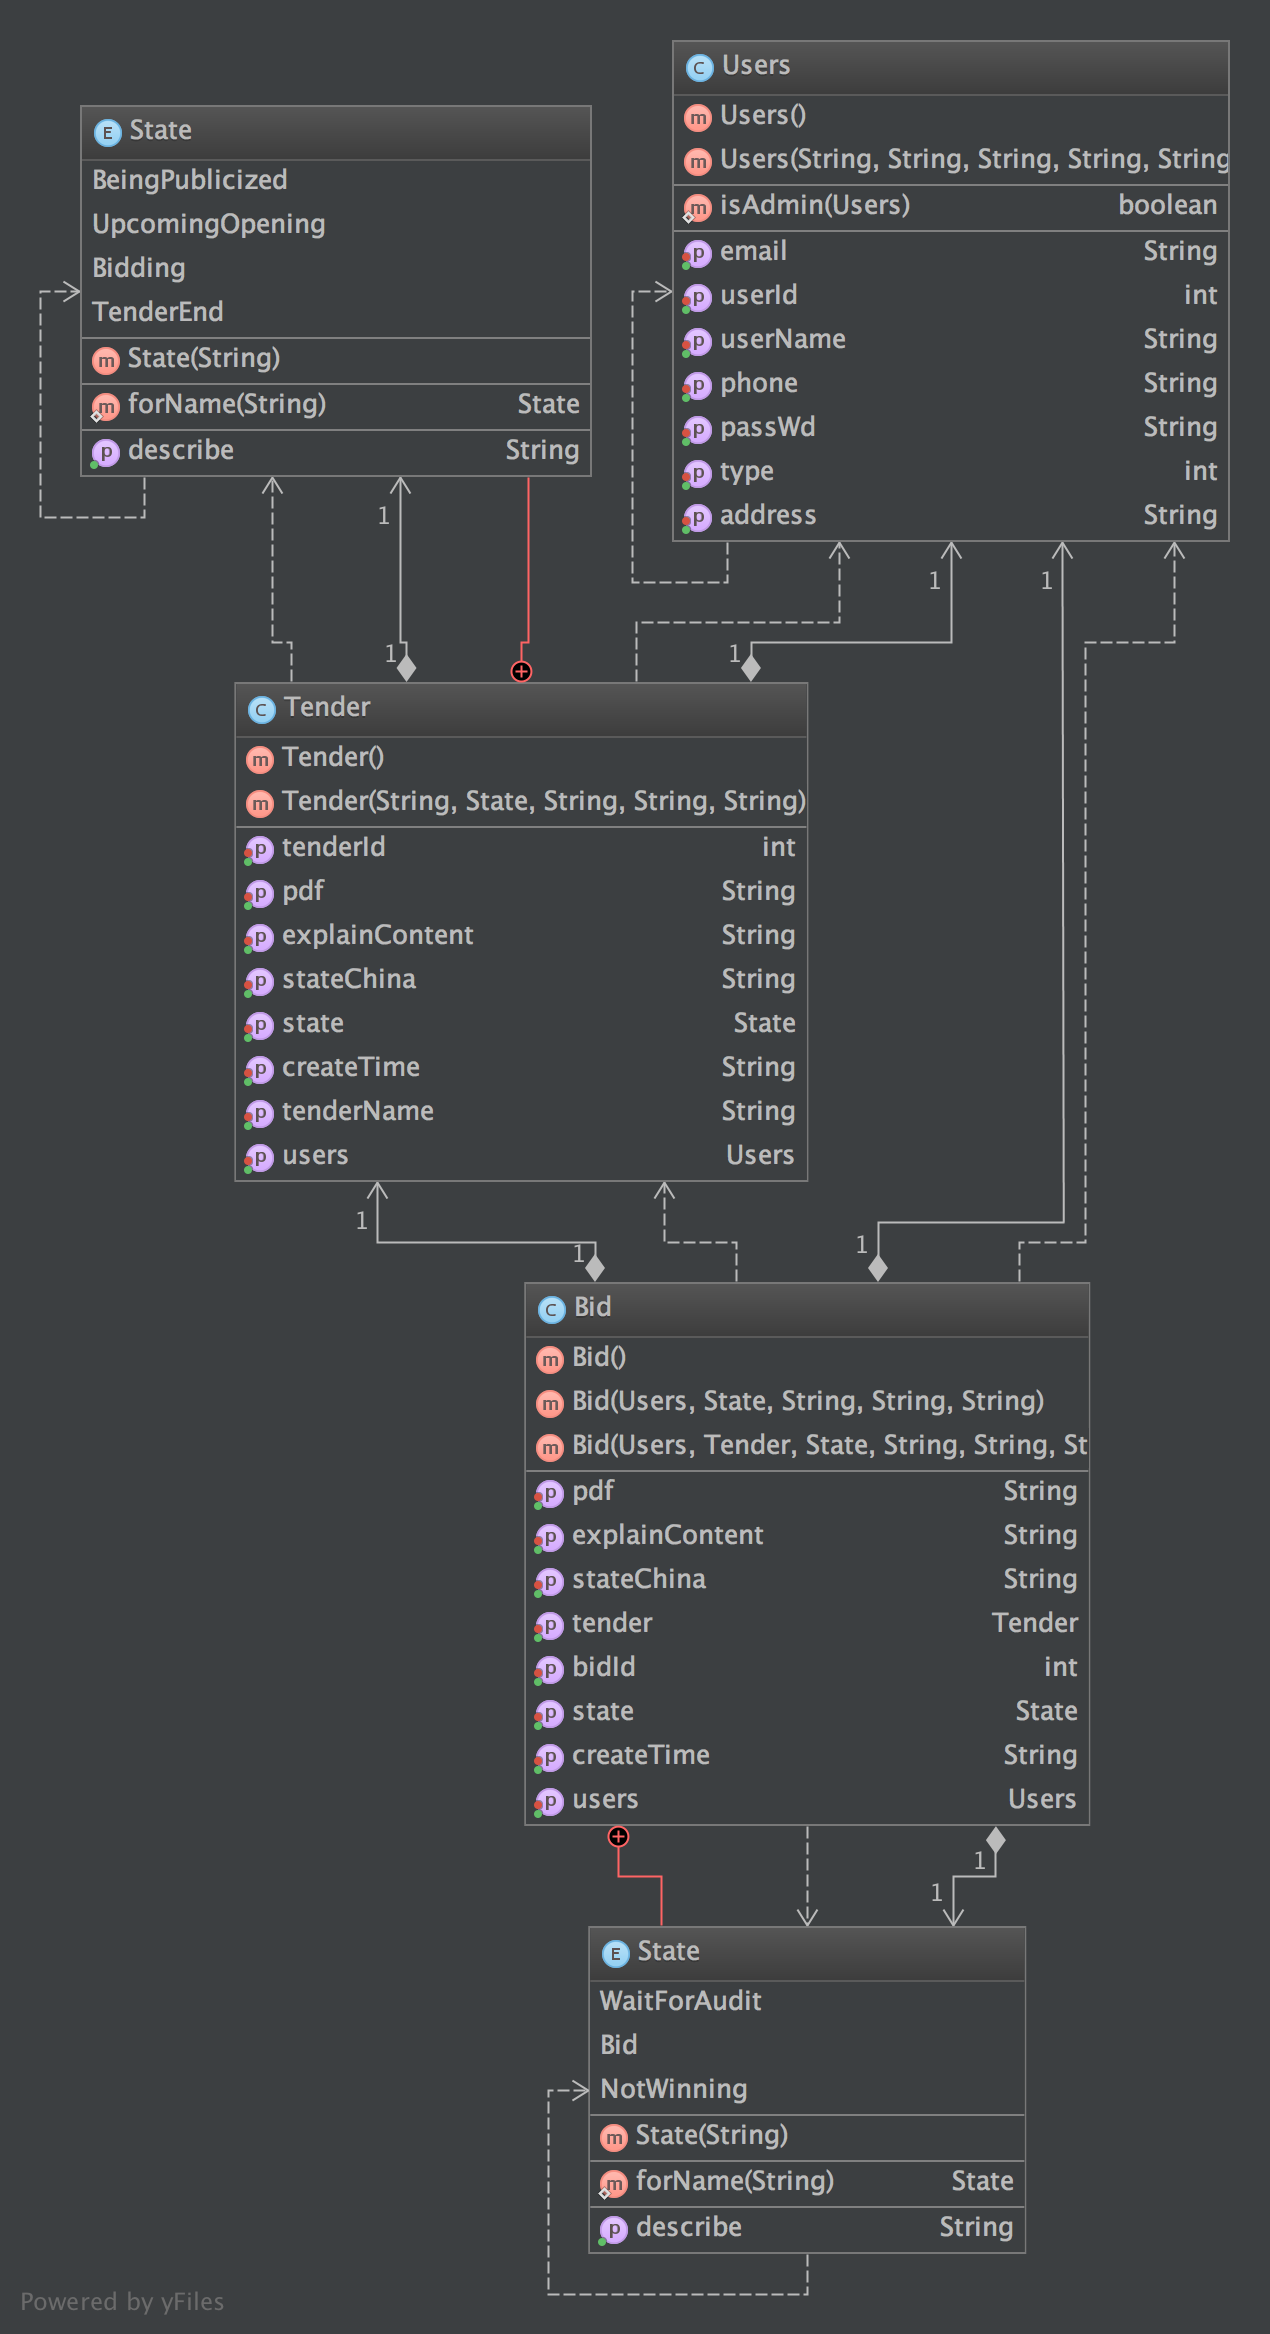 State
BeingPublicized
UpcomingOpening
Bidding
TenderEnd
State(String)
forName(String) State
describe String
Users
Users()
Users(String, String, String, String, String
isAdmin(Users) boolean
email String
userId int
userName String
phone String
passWd String
type int
address String
1
1
1
1
1
Tender
Tender()
Tender(String, State, String, String, String)
tenderId int
pdf String
explainContent String
stateChina String
state State
createTime String
tenderName String
users Users
1
1
1
Bid
Bid()
Bid(Users, State, String, String, String)
Bid(Users, Tender, State, String, String, St
pdf String
explainContent String
stateChina String
tender Tender
bidId int
state State
createTime String
users Users
1
1
State
WaitForAudit
Bid
NotWinning
State(String)
forName(String) State
describe String
Powered by yFiles